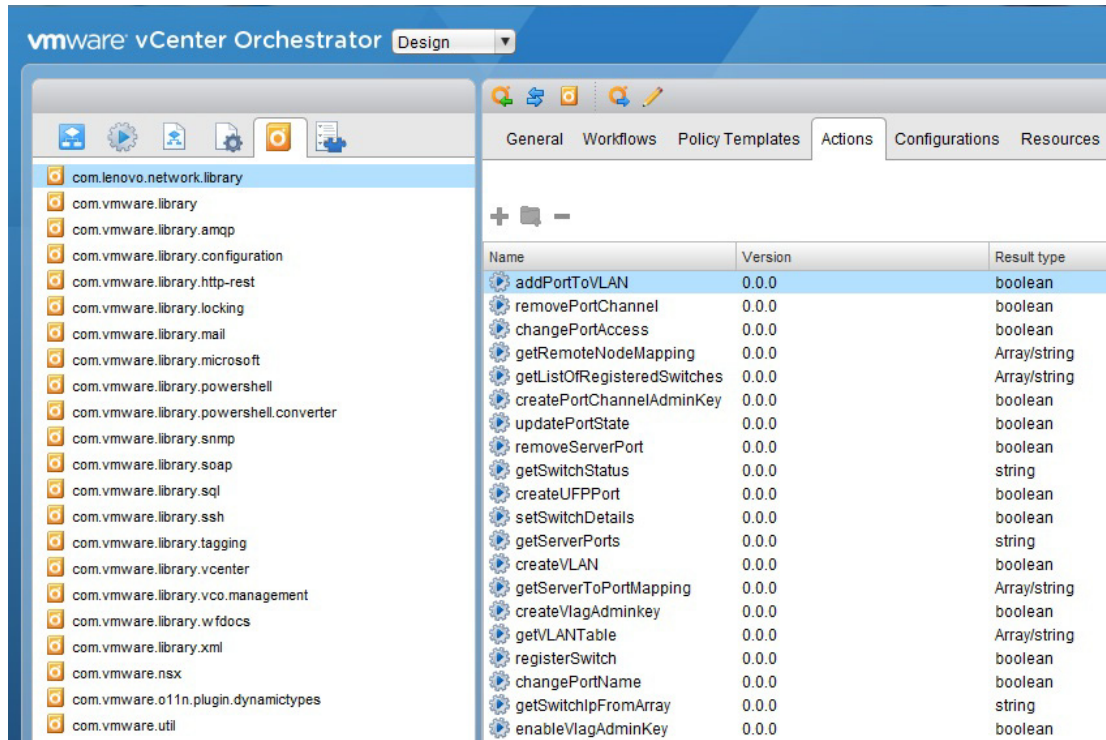 vmware vCenter Orchestrator Design
com.lenovo.network.library
com.vmware.library
com.vmware.library.amqp
com.vmware.library.configuration
com.vmware.library.http-rest
com.vmware.library.locking
com.vmware.library.mail
com.vmware.library.microsoft
com.vmware.library.powershell
com.vmware.library.powershell.converter
com.vmware.library.snmp
com.vmware.library.soap
com.vmware.library.sql
com.vmware.library.ssh
com.vmware.library.tagging
com.vmware.library.vcenter
com.vmware.library.vco.management
com.vmware.library.wfdocs
com.vmware.library.xml
com.vmware.nsx
com.vmware.o11n.plugin.dynamictypes
com.vmware.util
General Workflows Policy Templates Actions Configurations Resources
Name Version Result type
addPortToVLAN 0.0.0 boolean
removePortChannel 0.0.0 boolean
changePortAccess 0.0.0 boolean
getRemoteNodeMapping 0.0.0 Array/string
getListOfRegisteredSwitches 0.0.0 Array/string
createPortChannelAdminKey 0.0.0 boolean
updatePortState 0.0.0 boolean
removeServerPort 0.0.0 boolean
getSwitchStatus 0.0.0 string
createUFPPort 0.0.0 boolean
setSwitchDetails 0.0.0 boolean
getServerPorts 0.0.0 string
createVLAN 0.0.0 boolean
getServerToPortMapping 0.0.0 Array/string
createVlagAdminkey 0.0.0 boolean
getVLANTable 0.0.0 Array/string
registerSwitch 0.0.0 boolean
changePortName 0.0.0 boolean
getSwitchIpFromArray 0.0.0 string
enableVlagAdminKey 0.0.0 boolean